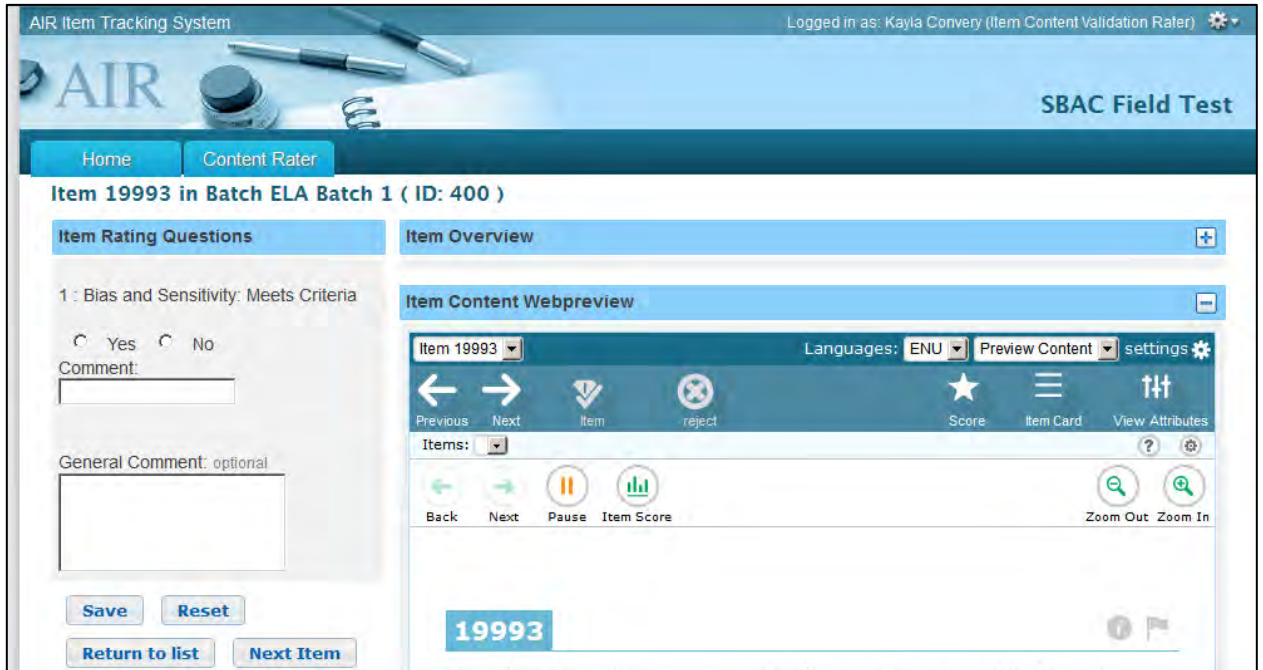 AIR Item Tracking System
Logged in as: Kayla Convery (Item Content Validation Rater)
AIR
SBAC Field Test
Home
Content Rater
Item 19993 in Batch ELA Batch 1 ( ID: 400 )
Item Rating Questions
1 : Bias and Sensitivity: Meets Criteria
Yes No
Comment:
General Comment: optional
Save Reset
Return to list Next Item
Item Overview
Item Content Webpreview
Item 19993 Languages: ENU Preview Content settings
Previous Next Item reject Score Item Card View Attributes
Items:
Back Next Pause Item Score Zoom Out Zoom In
19993